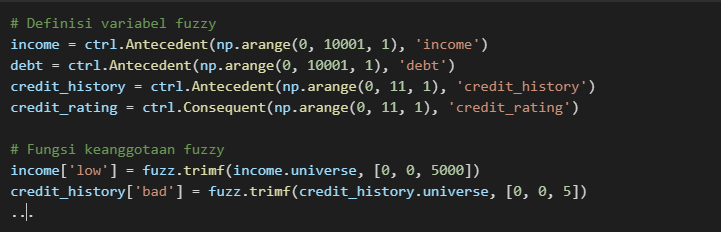 # Definisi variabel fuzzy
income = ctrl.Antecedent(np.arange(0, 10001, 1), 'income')
debt = ctrl.Antecedent(np.arange(0, 10001, 1), 'debt')
credit_history = ctrl.Antecedent(np.arange(0, 11, 1), 'credit_history')
credit_rating = ctrl.Consequent(np.arange(0, 11, 1), 'credit_rating')
# Fungsi keanggotaan fuzzy
income['low'] = fuzz.trimf(income.universe, [0, 0, 5000])
credit_history['bad'] = fuzz.trimf(credit_history.universe, [0, 0, 5])
...